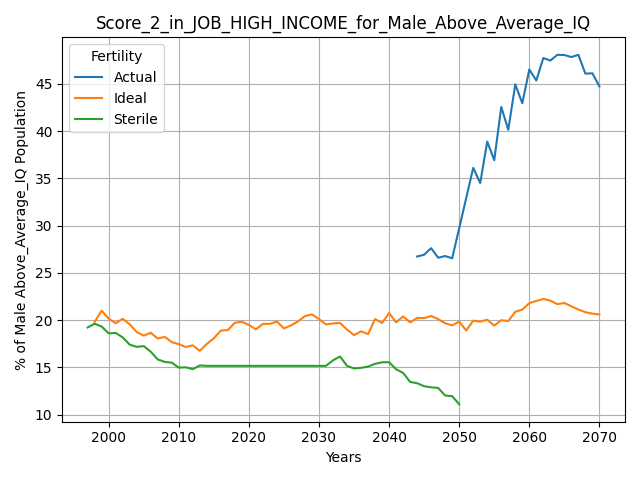 Score_2_in_JOB_HIGH_INCOME_for_Male_Above_Average_IQ
Fertility
Actual
Ideal
Sterile
% of Male Above_Average_IQ Population
45
40
35
30
25
20
15
10
2000 2010 2020 2030 2040 2050 2060 2070
Years